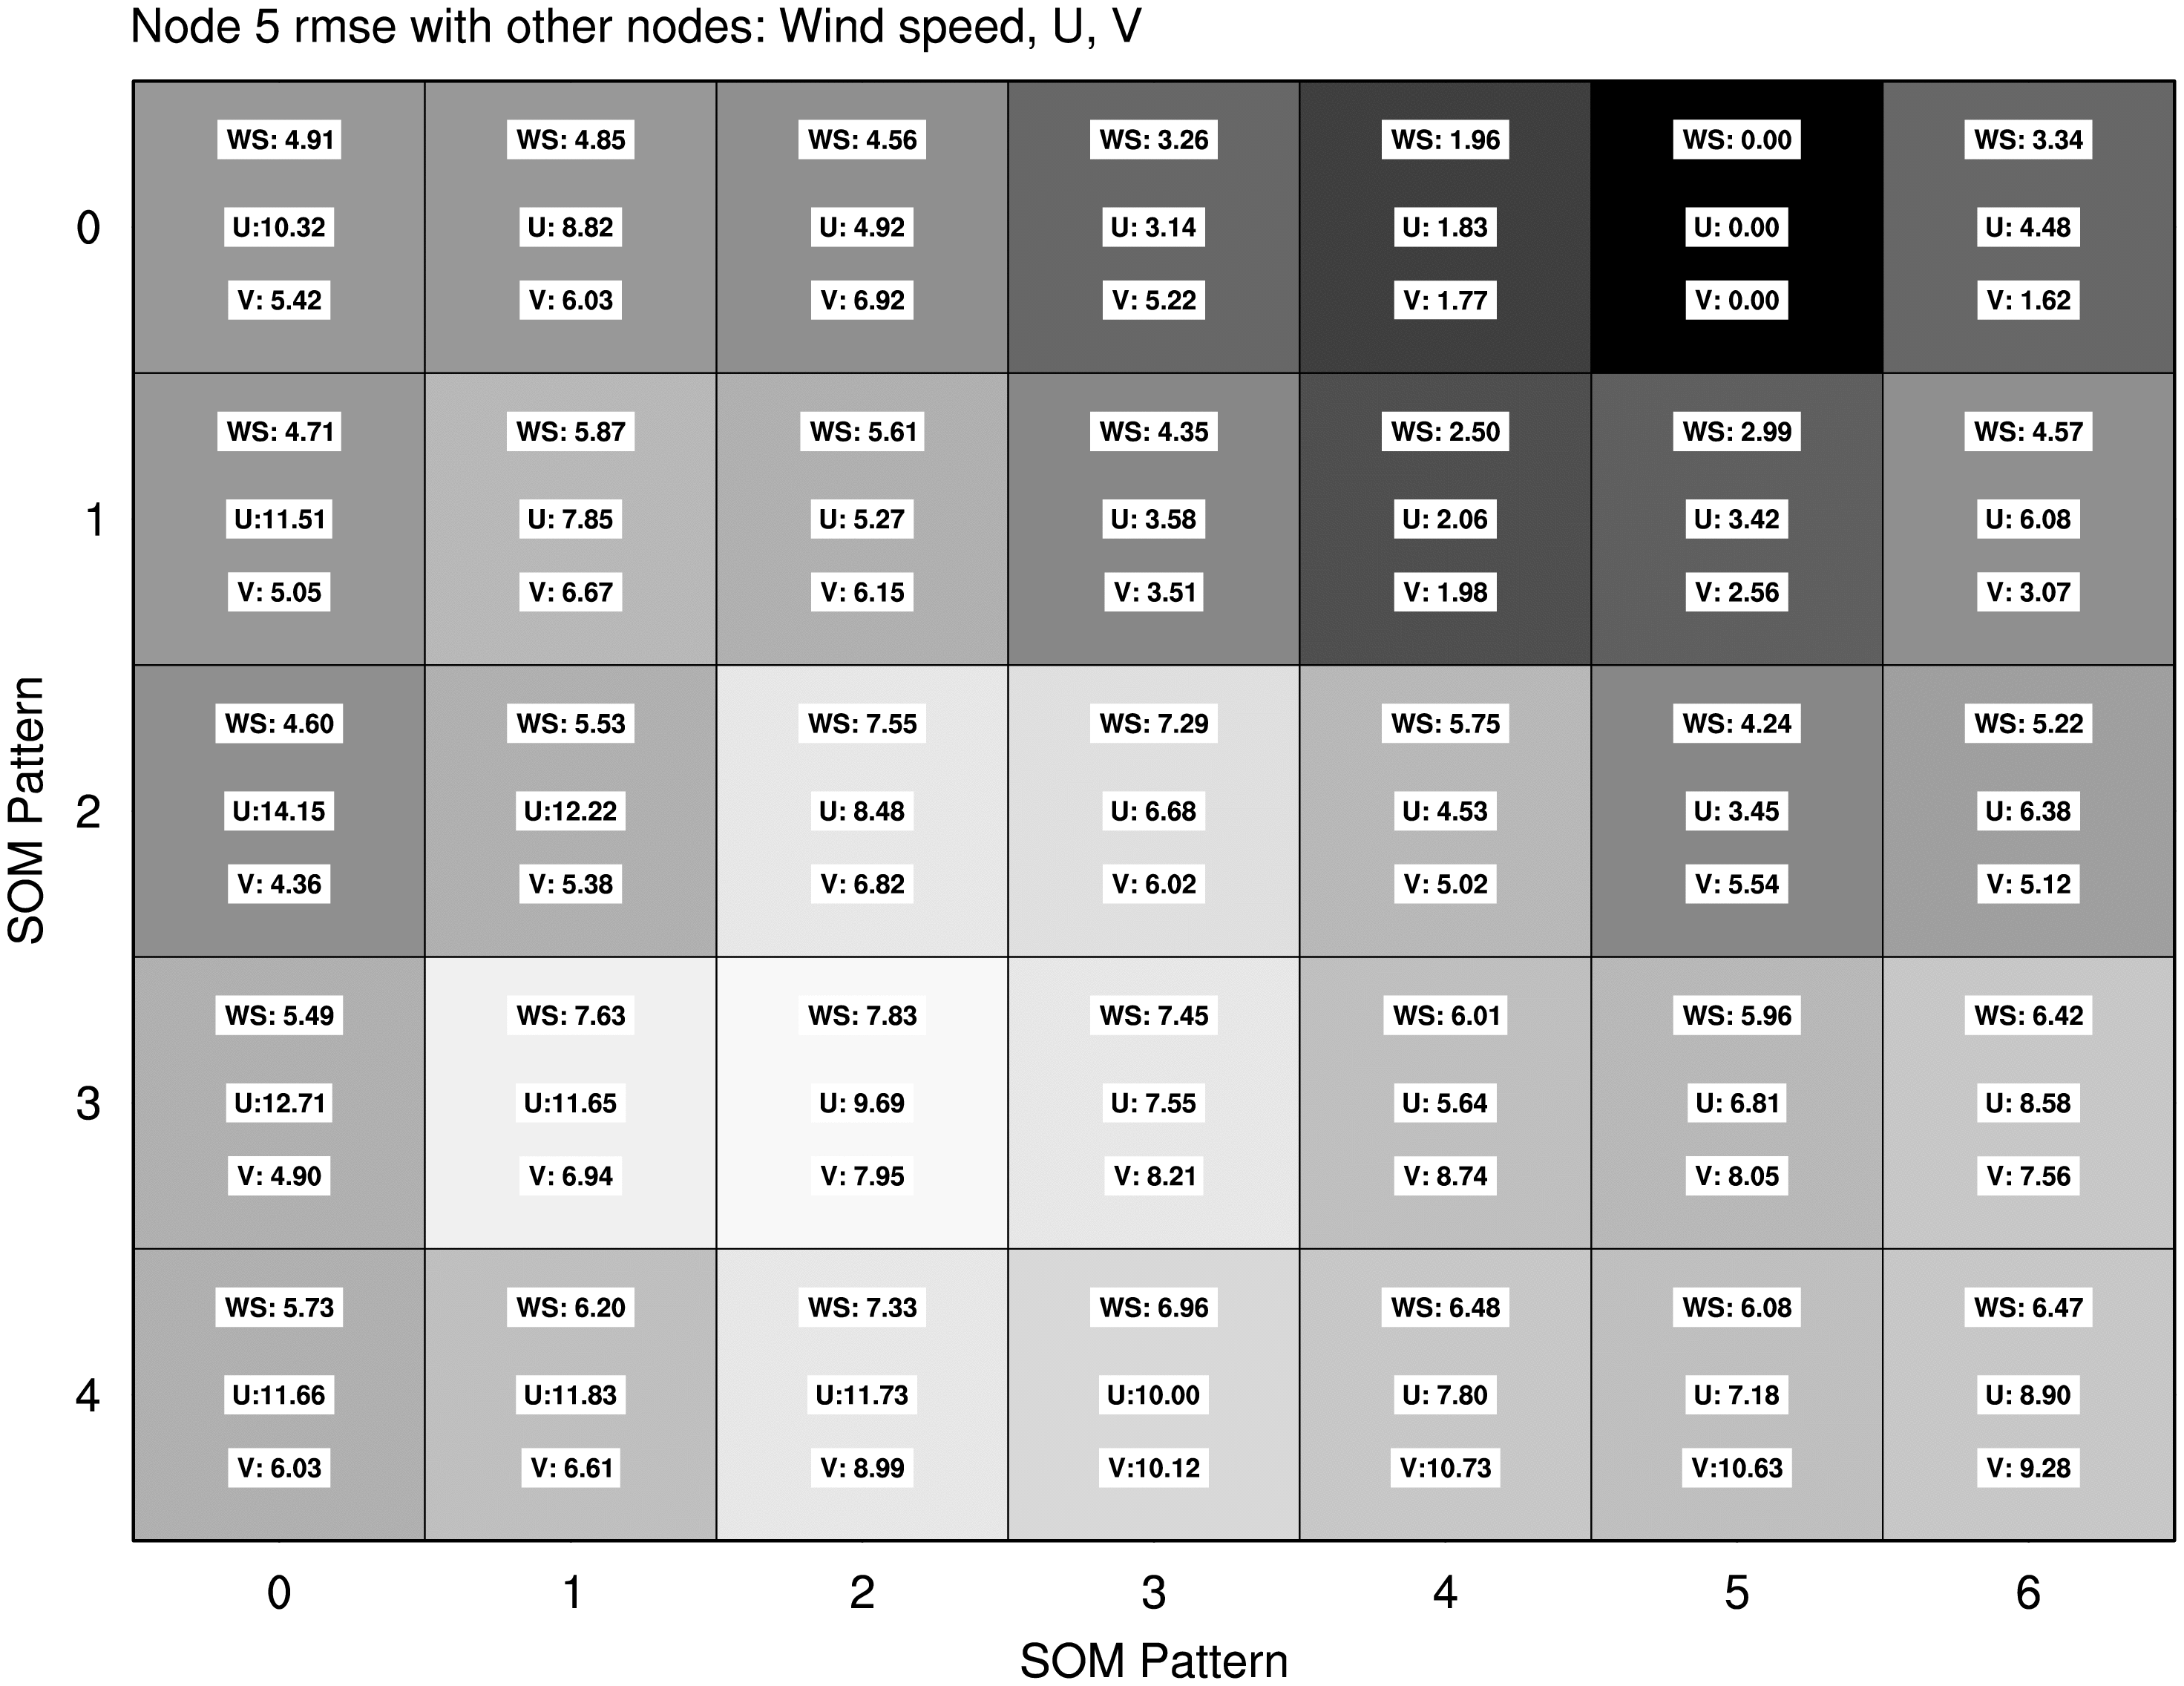 Node 5 rmse with other nodes: Wind speed, U, V
WS: 4.91 WS: 4.85 WS: 4.56 WS: 3.26 WS: 1.96 WS: 0.00 WS: 3.34
0 U:10.32 U: 8.82 U: 4.92 U: 3.14 U: 1.83 U: 0.00 U: 4.48
V: 5.42 V: 6.03 V: 6.92 V: 5.22 V: 1.77 V: 0.00 V: 1.62
WS: 4.71 WS: 5.87 WS: 5.61 WS: 4.35 WS: 2.50 WS: 2.99 WS: 4.57
1 U:11.51 U: 7.85 U: 5.27 U: 3.58 U: 2.06 U: 3.42 U: 6.08
V: 5.05 V: 6.67 V: 6.15 V: 3.51 V: 1.98 V: 2.56 V: 3.07
SOM Pattern
WS: 4.60 WS: 5.53 WS: 7.55 WS: 7.29 WS: 5.75 WS: 4.24 WS: 5.22
2 U:14.15 U:12.22 U: 8.48 U: 6.68 U: 4.53 U: 3.45 U: 6.38
V: 4.36 V: 5.38 V: 6.82 V: 6.02 V: 5.02 V: 5.54 V: 5.12
WS: 5.49 WS: 7.63 WS: 7.83 WS: 7.45 WS: 6.01 WS: 5.96 WS: 6.42
3 U:12.71 U:11.65 U: 9.69 U: 7.55 U: 5.64 U: 6.81 U: 8.58
V: 4.90 V: 6.94 V: 7.95 V: 8.21 V: 8.74 V: 8.05 V: 7.56
WS: 5.73 WS: 6.20 WS: 7.33 WS: 6.96 WS: 6.48 WS: 6.08 WS: 6.47
4 U:11.66 U:11.83 U:11.73 U:10.00 U: 7.80 U: 7.18 U: 8.90
V: 6.03 V: 6.61 V: 8.99 V:10.12 V:10.73 V:10.63 V: 9.28
0 1 2 3 4 5 6
SOM Pattern